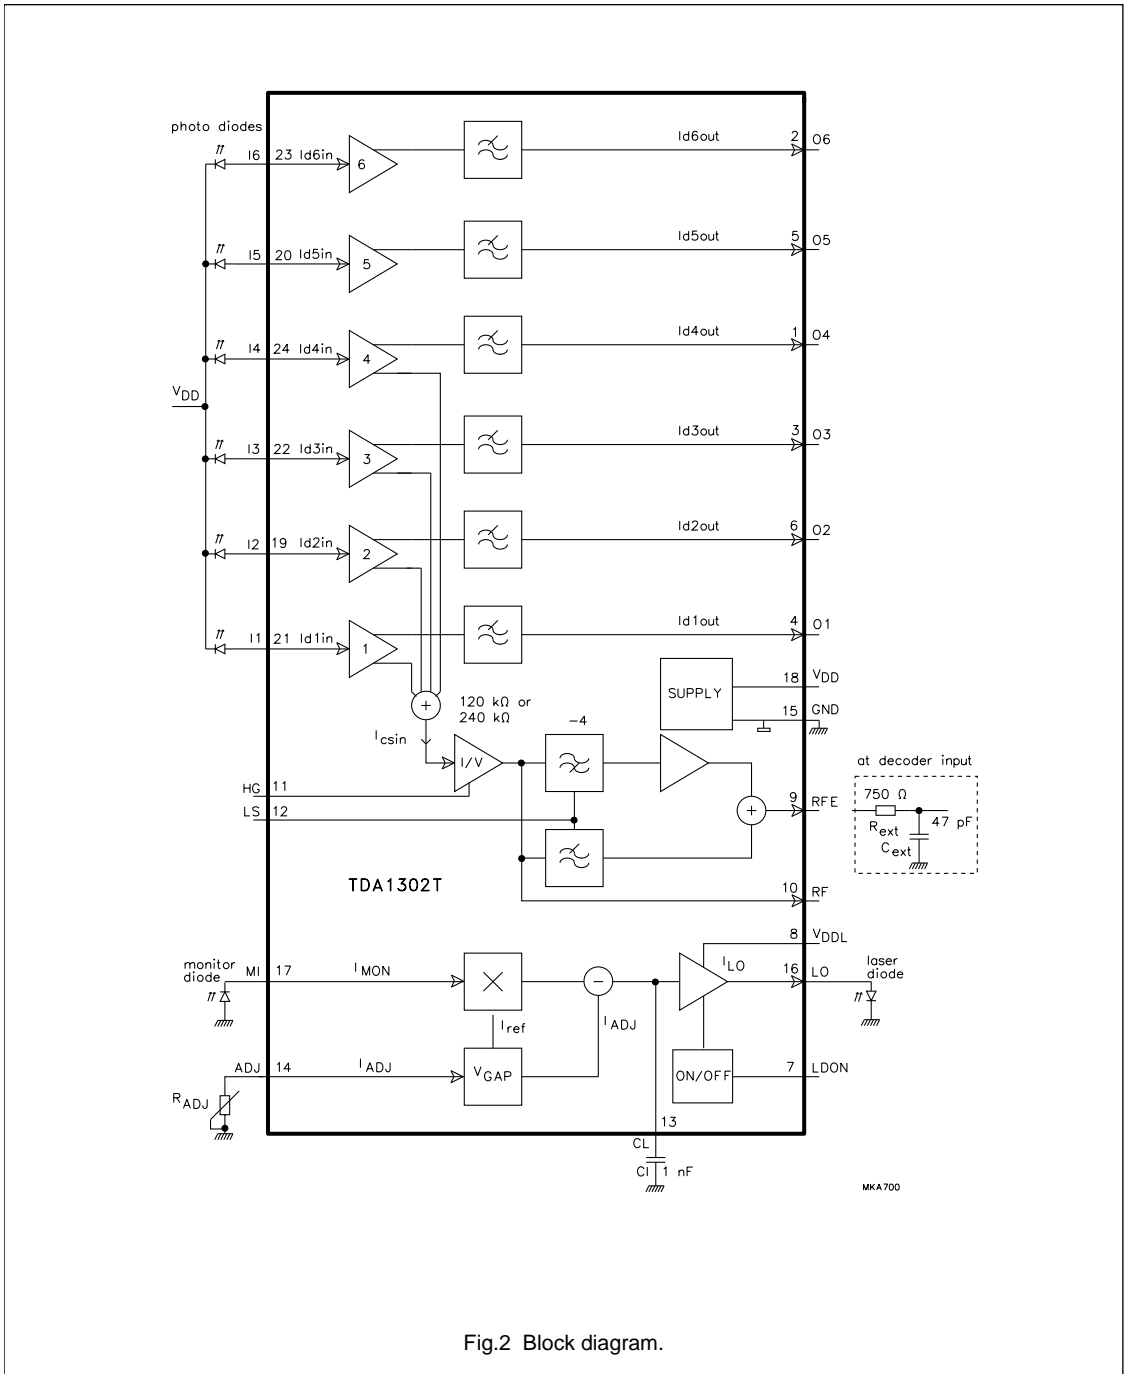 photo diodes
I6 23 Id6in 6 Id6out 2 O6
I5 20 Id5in 5 Id5out 5 O5
I4 24 Id4in 4 Id4out 1 O4
VDD
I3 22 Id3in 3 Id3out 3 O3
I2 19 Id2in 2 Id2out 6 O2
I1 21 Id1in 1 Id1out 4 O1
SUPPLY 18 VDD
15 GND
+ 120 kΩ or
240 kΩ
-4
Icsin
I/V
at decoder input
HG 11
LS 12
+ 9 RFE
750 Ω
Rext 47 pF
Cext
TDA1302T
10 RF
8 VDDL
monitor
diode
MI 17 IMON × − ILO 16 LO
laser
diode
Iref IADJ
ADJ 14 IADJ VGAP ON/OFF 7 LDON
RADJ
13
CL
Cl 1 nF
MKA700
Fig.2 Block diagram.